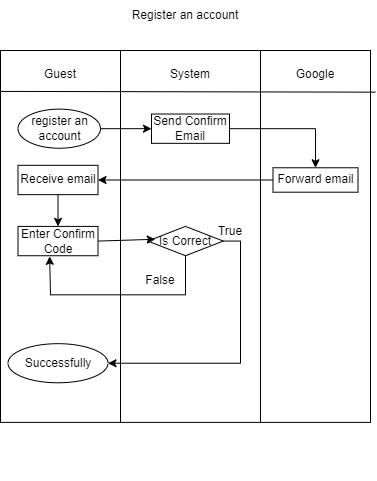 Register an account
Guest
System
Google
register an
account
Send Confirm
Email
Receive email
Forward email
Enter Confirm
Code
Is Correct
True
False
Successfully